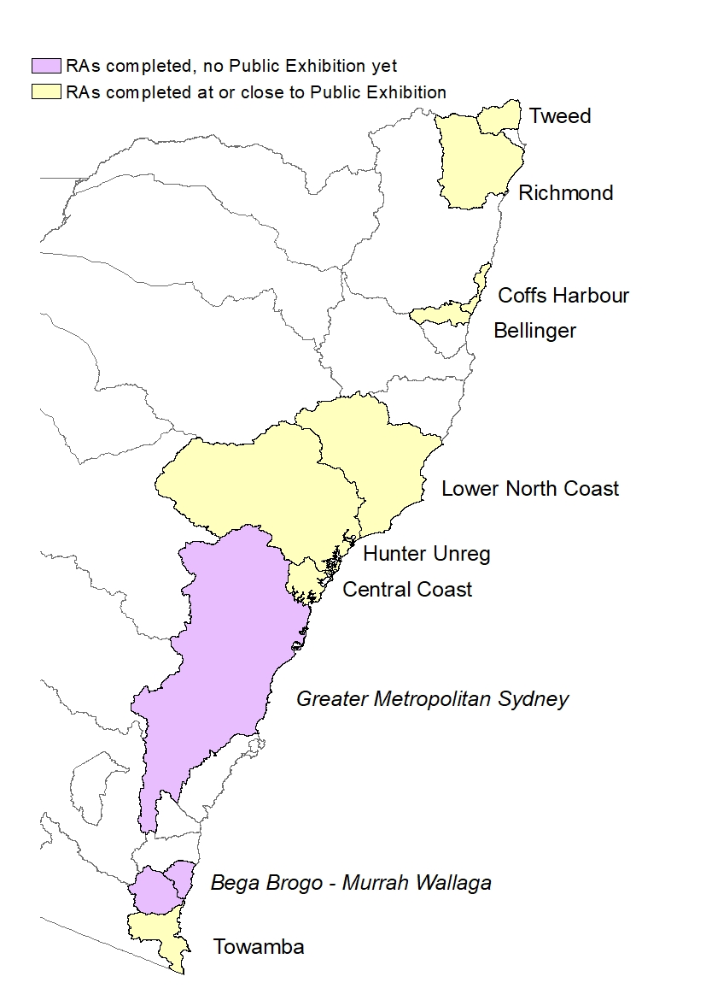 RAs completed, no Public Exhibition yet
RAs completed at or close to Public Exhibition
Tweed
Richmond
Coffs Harbour
Bellinger
Lower North Coast
Hunter Unreg
Central Coast
Greater Metropolitan Sydney
Bega Brogo - Murrah Wallaga
Towamba